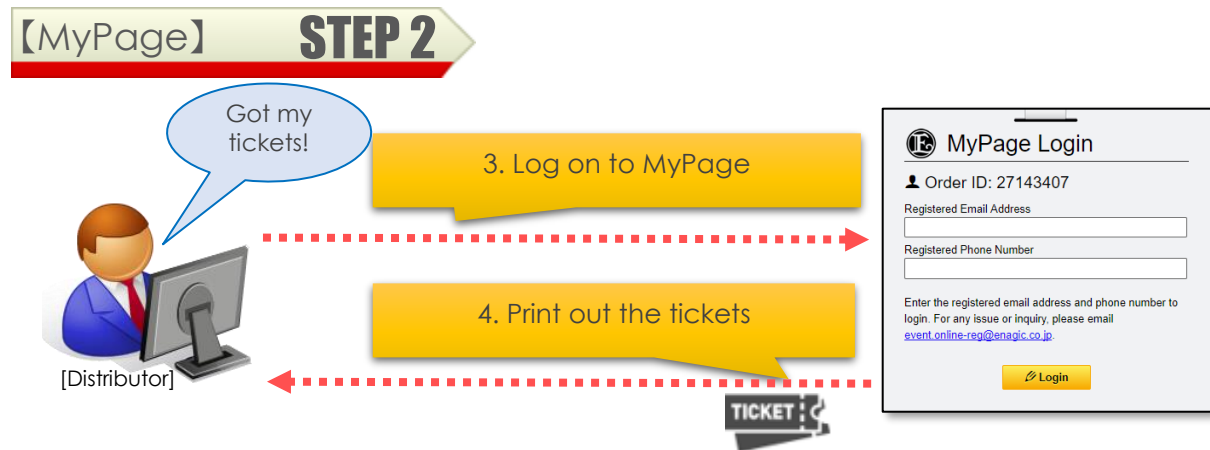 【MyPage】 STEP 2
Got my
tickets!
3. Log on to MyPage
MyPage Login
Order ID: 27143407
Registered Email Address
Registered Phone Number
Enter the registered email address and phone number to
login. For any issue or inquiry, please email
event.online-reg@enagic.co.jp.
Login
4. Print out the tickets
[Distributor]
TICKET